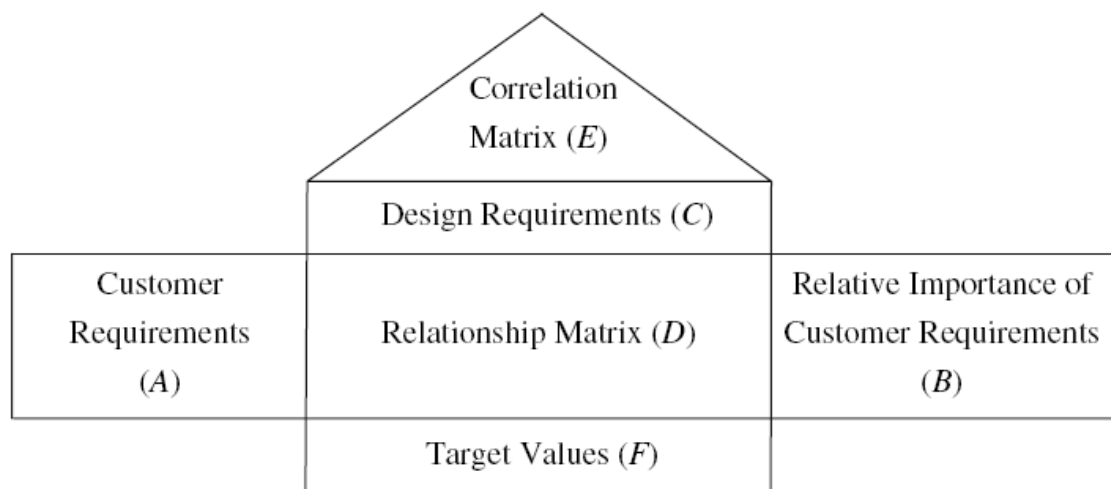 Correlation
Matrix (E)
Design Requirements (C)
Customer
Requirements
(A)
Relationship Matrix (D)
Relative Importance of
Customer Requirements
(B)
Target Values (F)